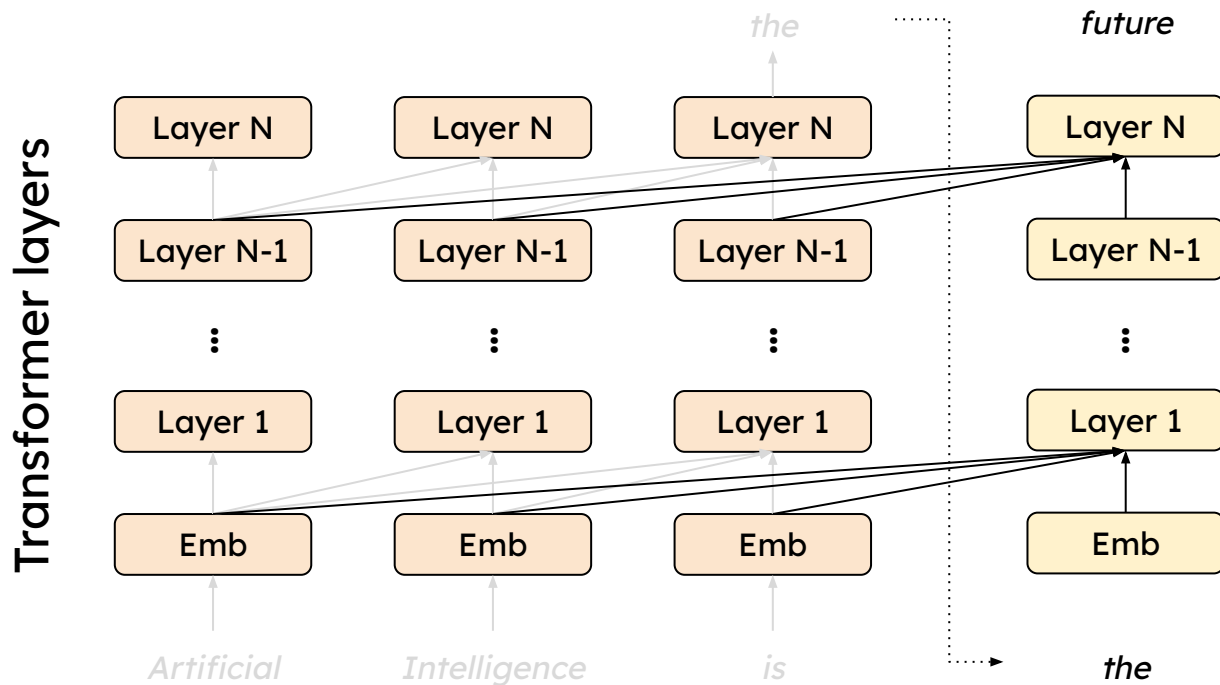 the
future
Layer N
Layer N
Layer N
Layer N
Transformer layers
Layer N-1
Layer N-1
Layer N-1
Layer N-1
Layer 1
Layer 1
Layer 1
Layer 1
Emb
Emb
Emb
Emb
Artificial
Intelligence
is
the